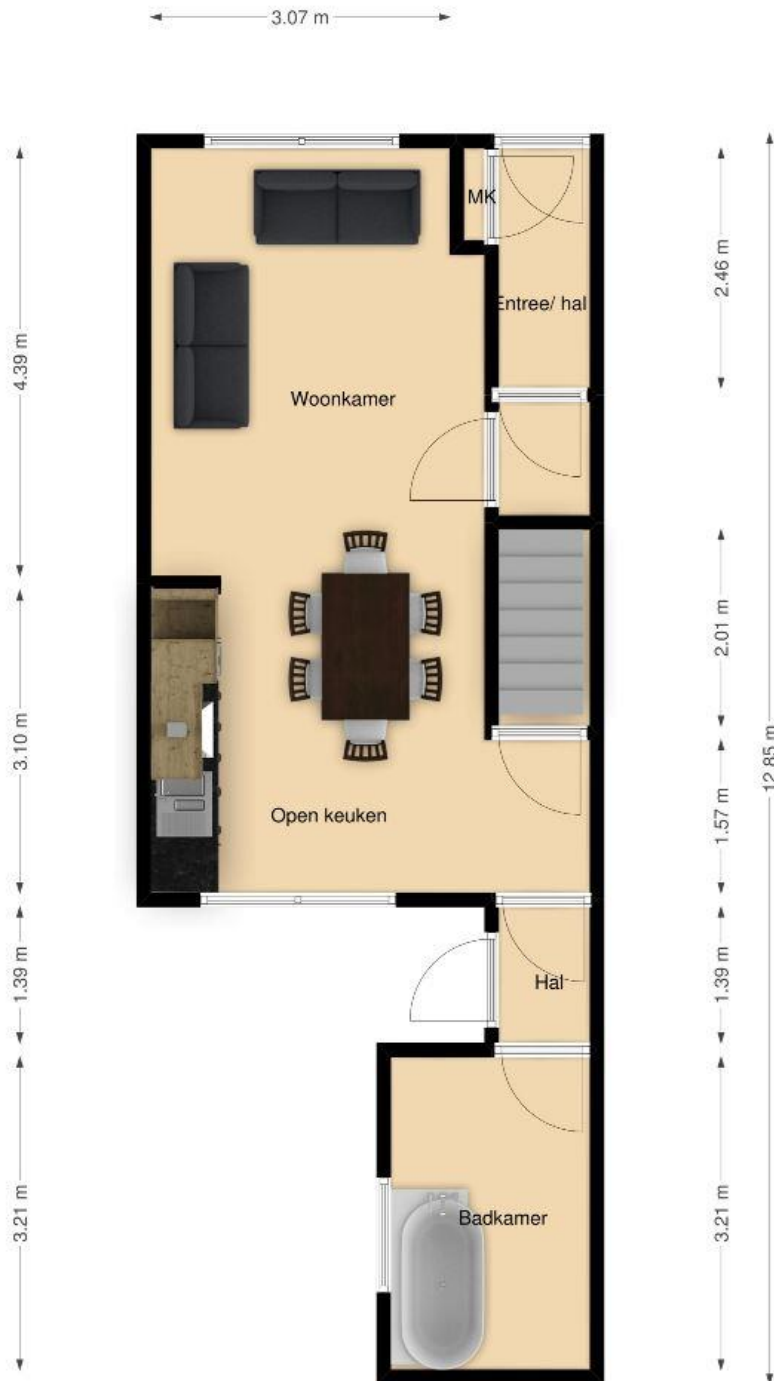 3.07 m
MK
2.46 m
Entree/ hal
4.39 m
Woonkamer
2.01 m
3.10 m
12.85 m
Open keuken
1.57 m
1.39 m
Hal
1.39 m
3.21 m
Badkamer
3.21 m